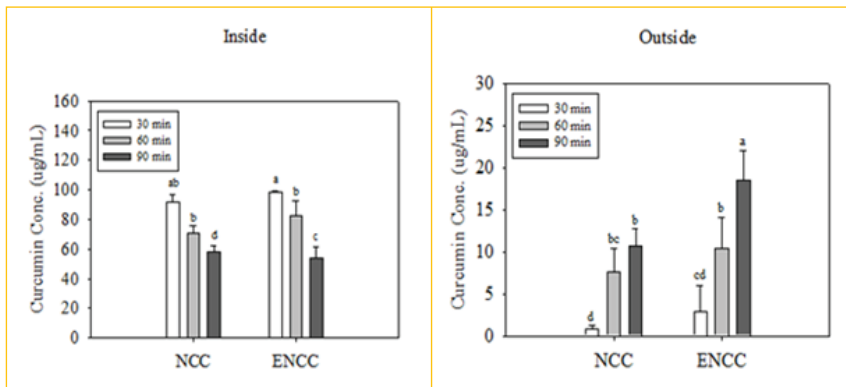 Inside
Curcumin Conc. (ug/mL)
160
140
120
100
80
60
40
20
0
30 min
60 min
90 min
ab
b
d
a
b
c
NCC
ENCC
Outside
Curcumin Conc. (ug/mL)
30
25
20
15
10
5
0
30 min
60 min
90 min
d
bc
b
cd
b
a
NCC
ENCC